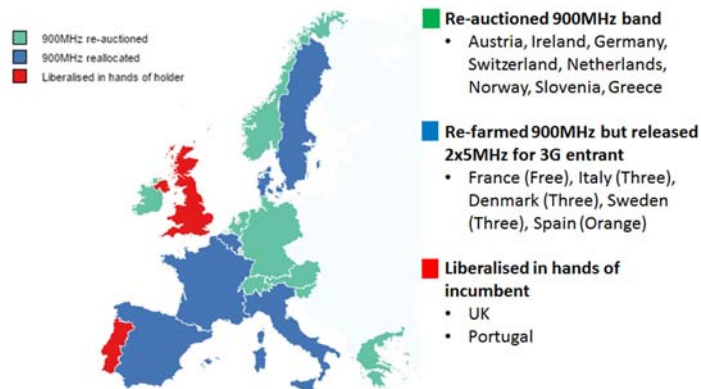 900MHz re-auctioned
900MHz reallocated
Liberalised in hands of holder
Re-auctioned 900MHz band
• Austria, Ireland, Germany,
Switzerland, Netherlands,
Norway, Slovenia, Greece
Re-farmed 900MHz but released
2x5MHz for 3G entrant
• France (Free), Italy (Three),
Denmark (Three), Sweden
(Three), Spain (Orange)
Liberalised in hands of
incumbent
• UK
• Portugal